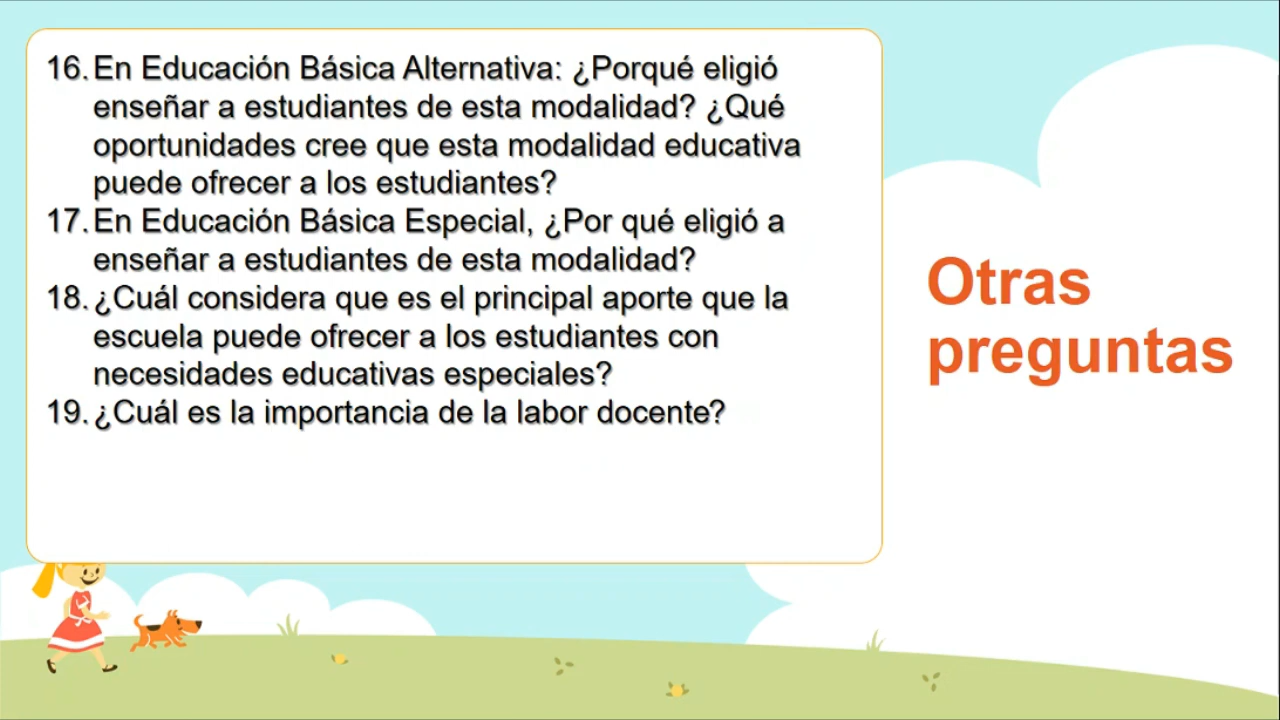 16. En Educación Básica Alternativa: ¿Porqué eligió
enseñar a estudiantes de esta modalidad? ¿Qué
oportunidades cree que esta modalidad educativa
puede ofrecer a los estudiantes?
17. En Educación Básica Especial, ¿Por qué eligió a
enseñar a estudiantes de esta modalidad?
18. ¿Cuál considera que es el principal aporte que la
escuela puede ofrecer a los estudiantes con
necesidades educativas especiales?
19. ¿Cuál es la importancia de la labor docente?
Otras
preguntas